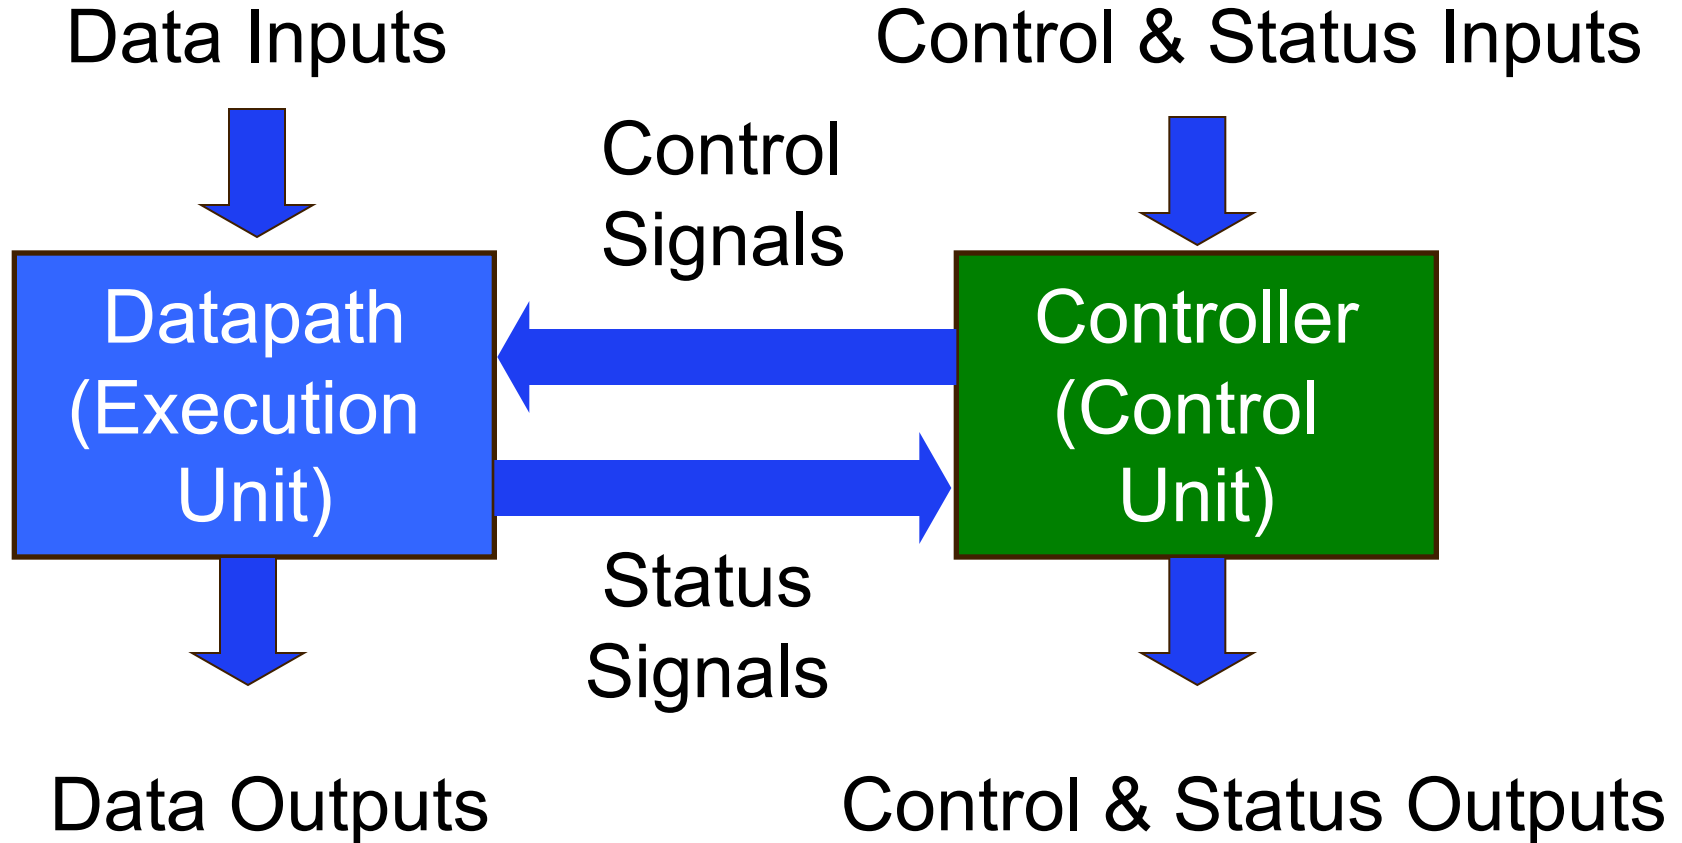 Data Inputs
Control & Status Inputs
Control
Signals
Datapath
(Execution
Unit)
Controller
(Control
Unit)
Status
Signals
Data Outputs
Control & Status Outputs